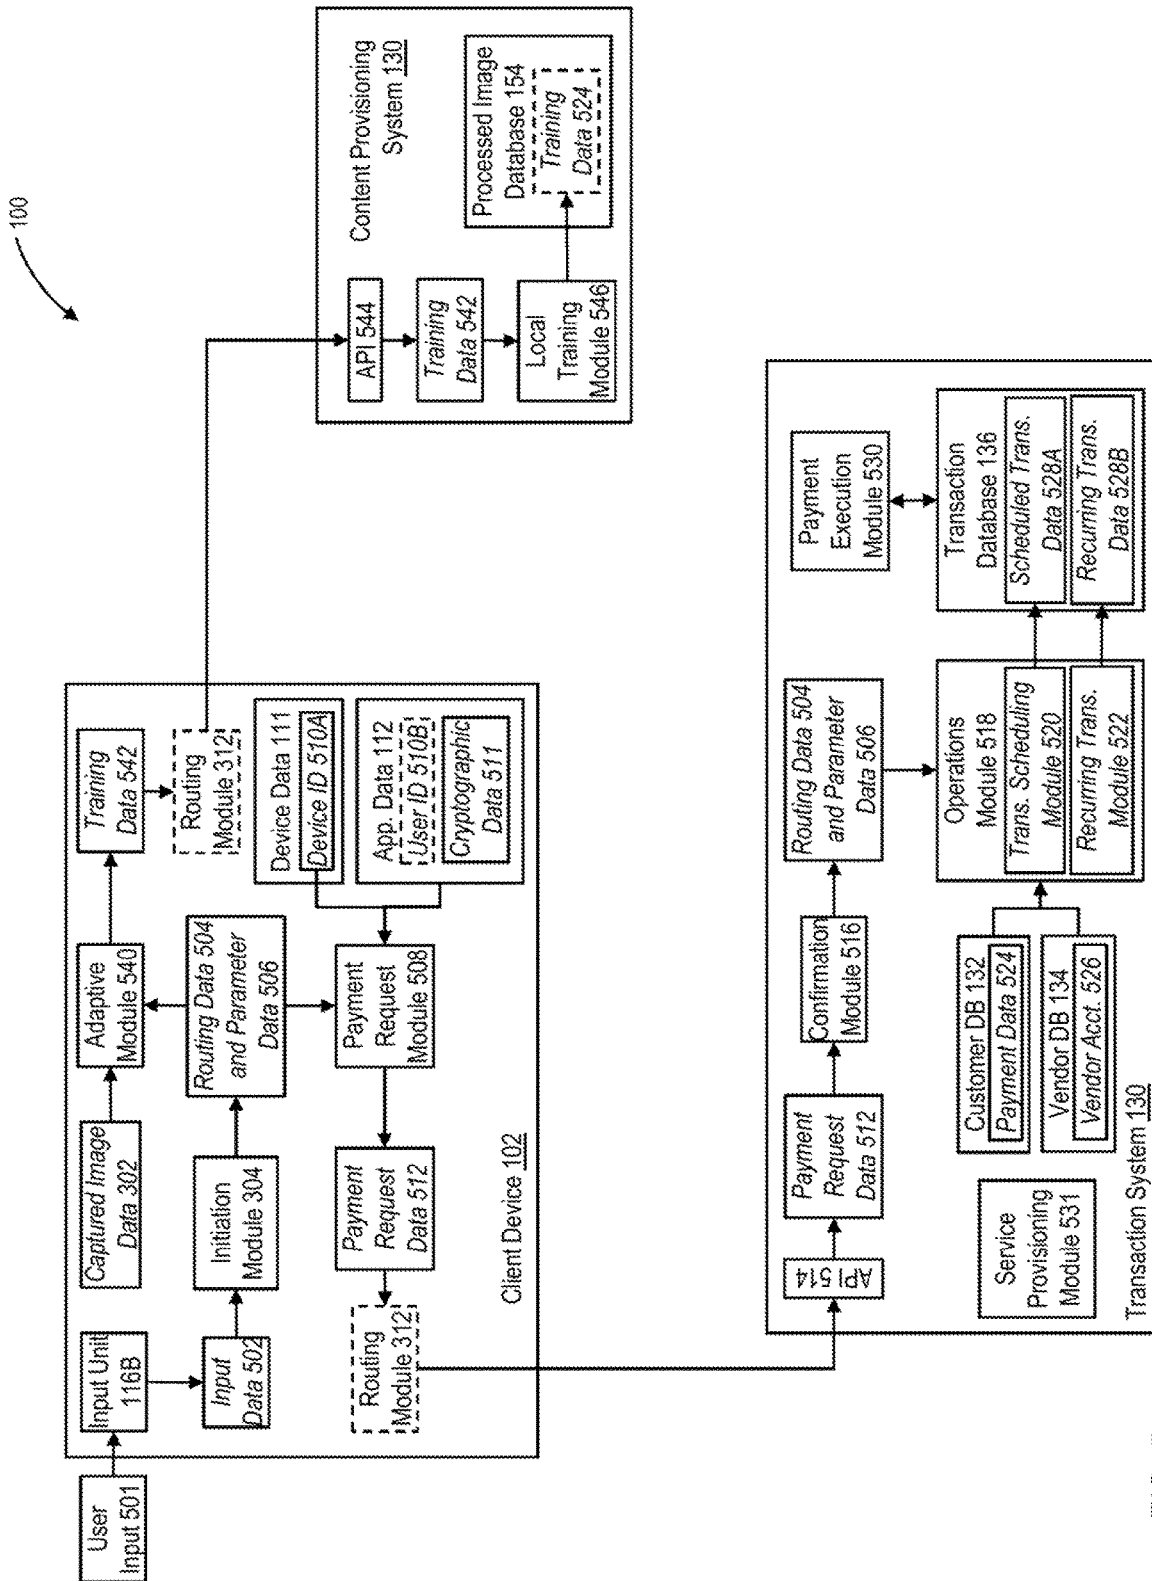 100
User
Input 501
Input Unit
116B
Input
Data 502
Captured Image
Data 302
Initiation
Module 304
Adaptive
Module 540
Routing Data 504
and Parameter
Data 506
Training
Data 542
Routing
Module 312
Device Data 111
Device ID 510A
App. Data 112
User ID 510B
Cryptographic
Data 511
Payment
Request
Module 508
Payment
Request
Data 512
Routing
Module 312
Client Device 102
Content Provisioning
System 130
API 544
Training
Data 542
Local
Training
Module 546
Processed Image
Database 154
Training
Data 524
API 514
Payment
Request
Data 512
Confirmation
Module 516
Routing Data 504
and Parameter
Data 506
Payment
Execution
Module 530
Service
Provisioning
Module 531
Customer DB 132
Payment Data 524
Vendor DB 134
Vendor Acct. 526
Operations
Module 518
Trans. Scheduling
Module 520
Recurring Trans.
Module 522
Transaction
Database 136
Scheduled Trans.
Data 528A
Recurring Trans.
Data 528B
Transaction System 130